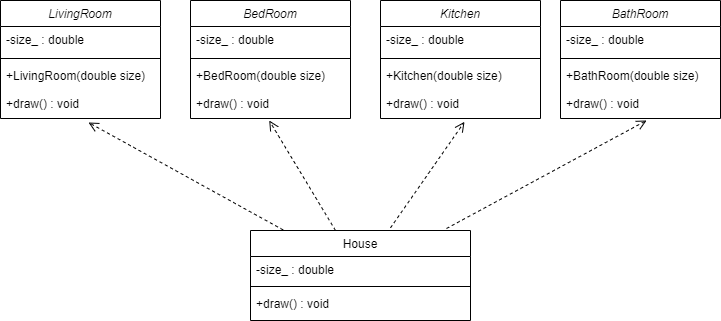 LivingRoom
-size_ : double
+LivingRoom(double size)
+draw() : void
BedRoom
-size_ : double
+BedRoom(double size)
+draw() : void
Kitchen
-size_ : double
+Kitchen(double size)
+draw() : void
BathRoom
-size_ : double
+BathRoom(double size)
+draw() : void
House
-size_ : double
+draw() : void